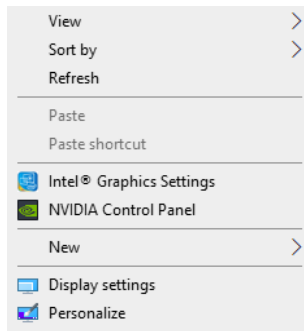 View
Sort by
Refresh
Paste
Paste shortcut
Intel® Graphics Settings
NVIDIA Control Panel
New
Display settings
Personalize